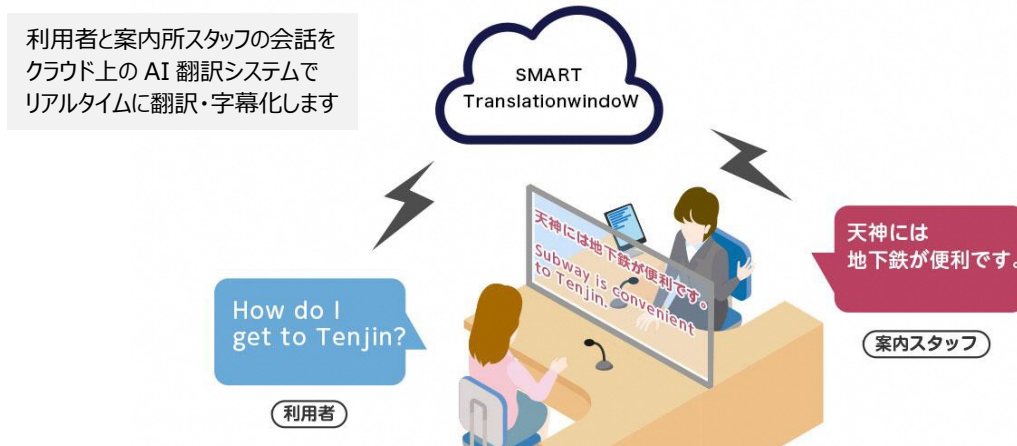 利用者と案内所スタッフの会話を
クラウド上の AI 翻訳システムで
リアルタイムに翻訳・字幕化します
SMART
TranslationwindoW
天神には地下鉄が便利です。
Subway is convenient
to Tenjin.
天神には
地下鉄が便利です。
案内スタッフ
How do I
get to Tenjin?
利用者